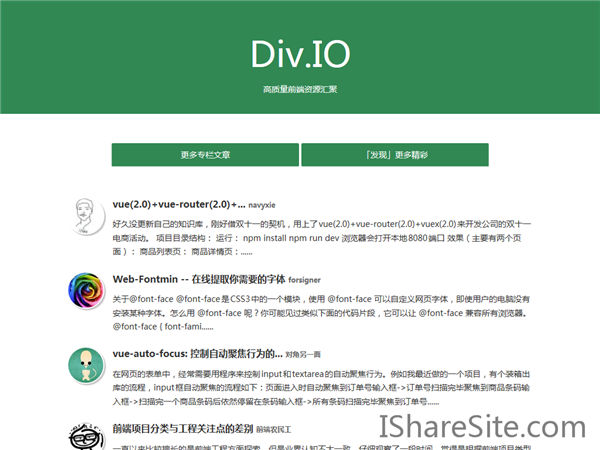 Div.IO
高质量前端资源汇聚
更多专栏文章
「发现」更多精彩
vue(2.0)+vue-router(2.0)+... navyxie
好久没更新自己的知识库，刚好借双十一的契机，用上了vue(2.0)+vue-router(2.0)+vuex(2.0)来开发公司的双十一
电商活动。 项目目录结构： 运行： npm install npm run dev 浏览器会打开本地8080端口 效果（主要有两个页
面）：商品列表页： 商品详情页：......
Web-Fontmin -- 在线提取你需要的字体 forsigner
关于@font-face @font-face是CSS3中的一个模块，使用 @font-face 可以自定义网页字体，即使用户的电脑没有
安装某种字体。怎么用 @font-face 呢？你可能见过类似下面的代码片段，它可以让 @font-face 兼容所有浏览器。
@font-face { font-fami......
vue-auto-focus: 控制自动聚焦行为的... 对角另一面
在网页的表单中，经常需要用程序来控制input和textarea的自动聚焦行为。例如我最近做的一个项目，有个装箱出
库的流程，input框自动聚焦的流程如下：页面进入时自动聚焦到订单号输入框->订单号扫描完毕聚焦到商品条码输
入框->扫描完一个商品条码后依然停留在条码输入框->所有条码扫描完毕聚焦到订单号......
前端项目分类与工程关注点的差别 前端农民工
IShareSite.com